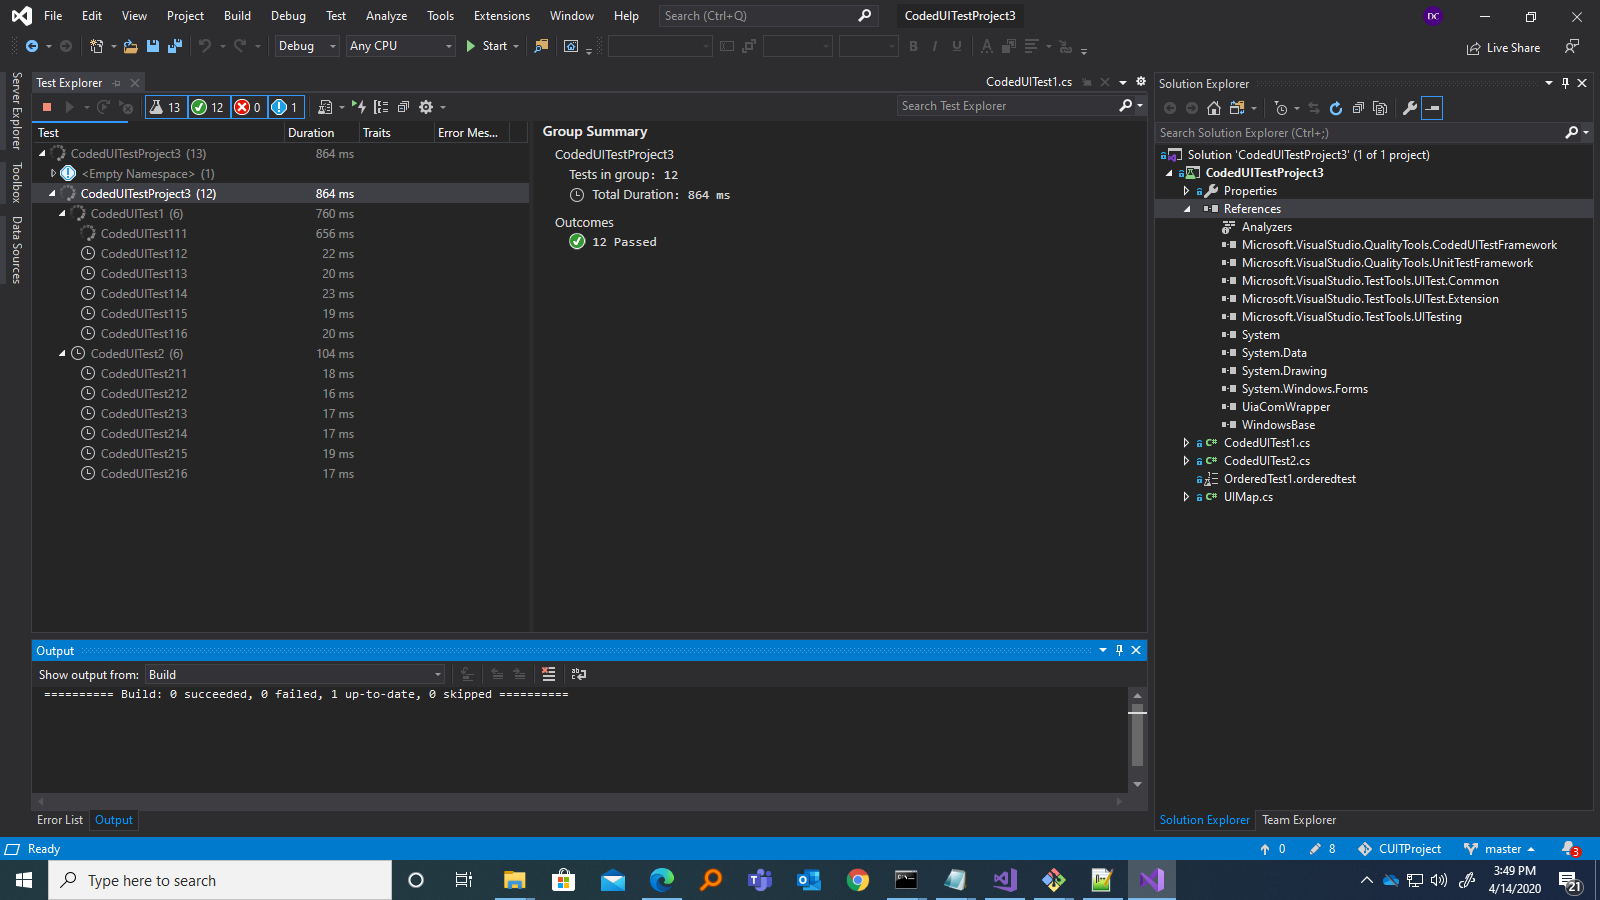 File Edit View Project Build Debug Test Analyze Tools Extensions Window Help Search (Ctrl+Q) CodedUITestProject3 DC
Debug Any CPU Start Live Share
Server Explorer
Toolbox
Data Sources
Test Explorer
CodedUITest1.cs
13 12 0 1
Search Test Explorer
Test Duration Traits Error Mes...
CodedUITestProject3 (13) 864 ms
<Empty Namespace> (1)
CodedUITestProject3 (12) 864 ms
CodedUITest1 (6) 760 ms
CodedUITest111 656 ms
CodedUITest112 22 ms
CodedUITest113 20 ms
CodedUITest114 23 ms
CodedUITest115 19 ms
CodedUITest116 20 ms
CodedUITest2 (6) 104 ms
CodedUITest211 18 ms
CodedUITest212 16 ms
CodedUITest213 17 ms
CodedUITest214 17 ms
CodedUITest215 19 ms
CodedUITest216 17 ms
Group Summary
CodedUITestProject3
Tests in group: 12
Total Duration: 864 ms
Outcomes
12 Passed
Solution Explorer
Search Solution Explorer (Ctrl+;)
Solution 'CodedUITestProject3' (1 of 1 project)
CodedUITestProject3
Properties
References
Analyzers
Microsoft.VisualStudio.QualityTools.CodedUITestFramework
Microsoft.VisualStudio.QualityTools.UnitTestFramework
Microsoft.VisualStudio.TestTools.UITest.Common
Microsoft.VisualStudio.TestTools.UITest.Extension
Microsoft.VisualStudio.TestTools.UITesting
System
System.Data
System.Drawing
System.Windows.Forms
UiaComWrapper
WindowsBase
C# CodedUITest1.cs
C# CodedUITest2.cs
OrderedTest1.orderedtest
C# UIMap.cs
Output
Show output from: Build
========== Build: 0 succeeded, 0 failed, 1 up-to-date, 0 skipped ==========
Error List Output
Solution Explorer Team Explorer
Ready 0 8 CUITProject master 3
Type here to search
3:49 PM
4/14/2020
21